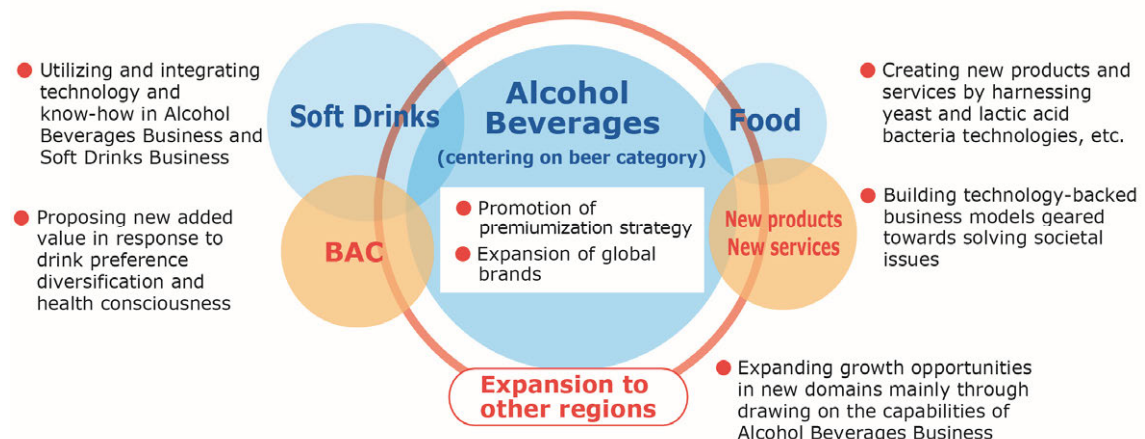 ● Utilizing and integrating
technology and
know-how in Alcohol
Beverages Business and
Soft Drinks Business
● Proposing new added
value in response to
drink preference
diversification and
health consciousness
Soft Drinks
BAC
Alcohol
Beverages
(centering on beer category)
● Promotion of
premiumization strategy
● Expansion of global
brands
Expansion to
other regions
Food
New products
New services
● Creating new products and
services by harnessing
yeast and lactic acid
bacteria technologies, etc.
● Building technology-backed
business models geared
towards solving societal
issues
● Expanding growth opportunities
in new domains mainly through
drawing on the capabilities of
Alcohol Beverages Business